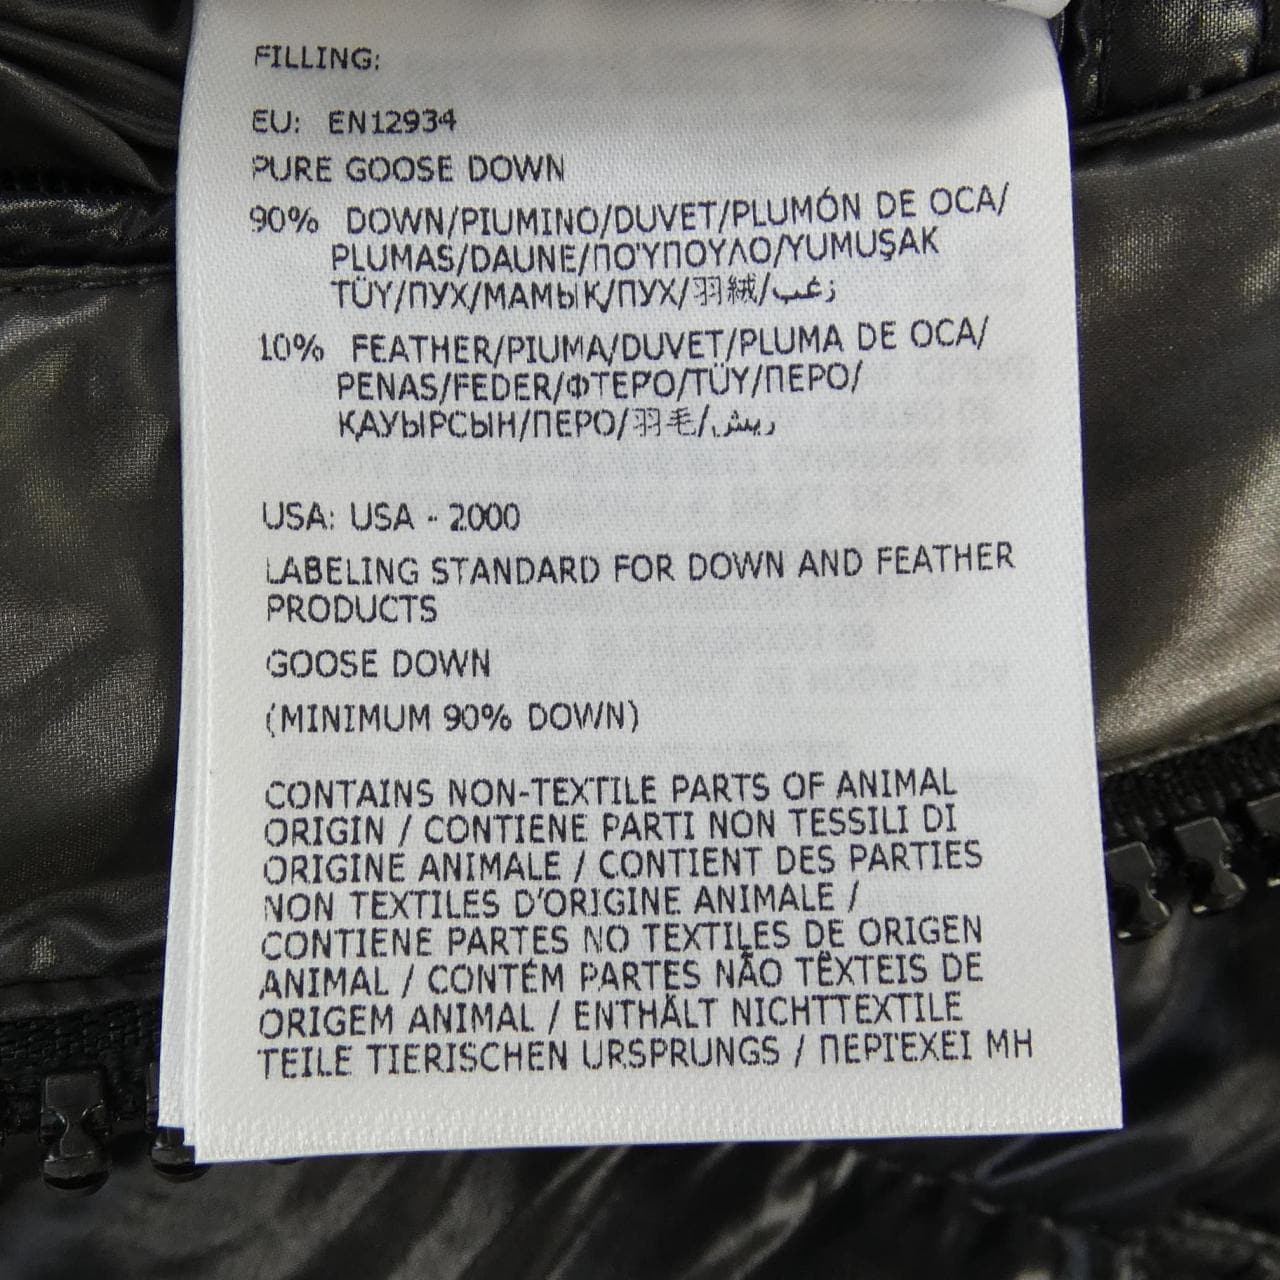 FILLING:
EU: EN12934
PURE GOOSE DOWN
90% DOWN/PIUMINO/DUVET/PLUMÓN DE OCA/
PLUMAS/DAUNE/ΠΟΎΠΟΥΛΟ/YUMUŞAK
TÜY/ПУХ/МАМЫҚ/ПУХ/羽絨/زغب
10% FEATHER/PIUMA/DUVET/PLUMA DE OCA/
PENAS/FEDER/ΦΤΕΡΌ/TÜY/ПЕРО/
ҚАУЫРСЫН/ПЕРО/羽毛/ريش
USA: USA - 2000
LABELING STANDARD FOR DOWN AND FEATHER
PRODUCTS
GOOSE DOWN
(MINIMUM 90% DOWN)
CONTAINS NON-TEXTILE PARTS OF ANIMAL
ORIGIN / CONTIENE PARTI NON TESSILI DI
ORIGINE ANIMALE / CONTIENT DES PARTIES
NON TEXTILES D'ORIGINE ANIMALE /
CONTIENE PARTES NO TEXTILES DE ORIGEN
ANIMAL / CONTÉM PARTES NÃO TÊXTEIS DE
ORIGEM ANIMAL / ENTHÄLT NICHTTEXTILE
TEILE TIERISCHEN URSPRUNGS / ΠΕΡΙΈΧΕΙ ΜΗ